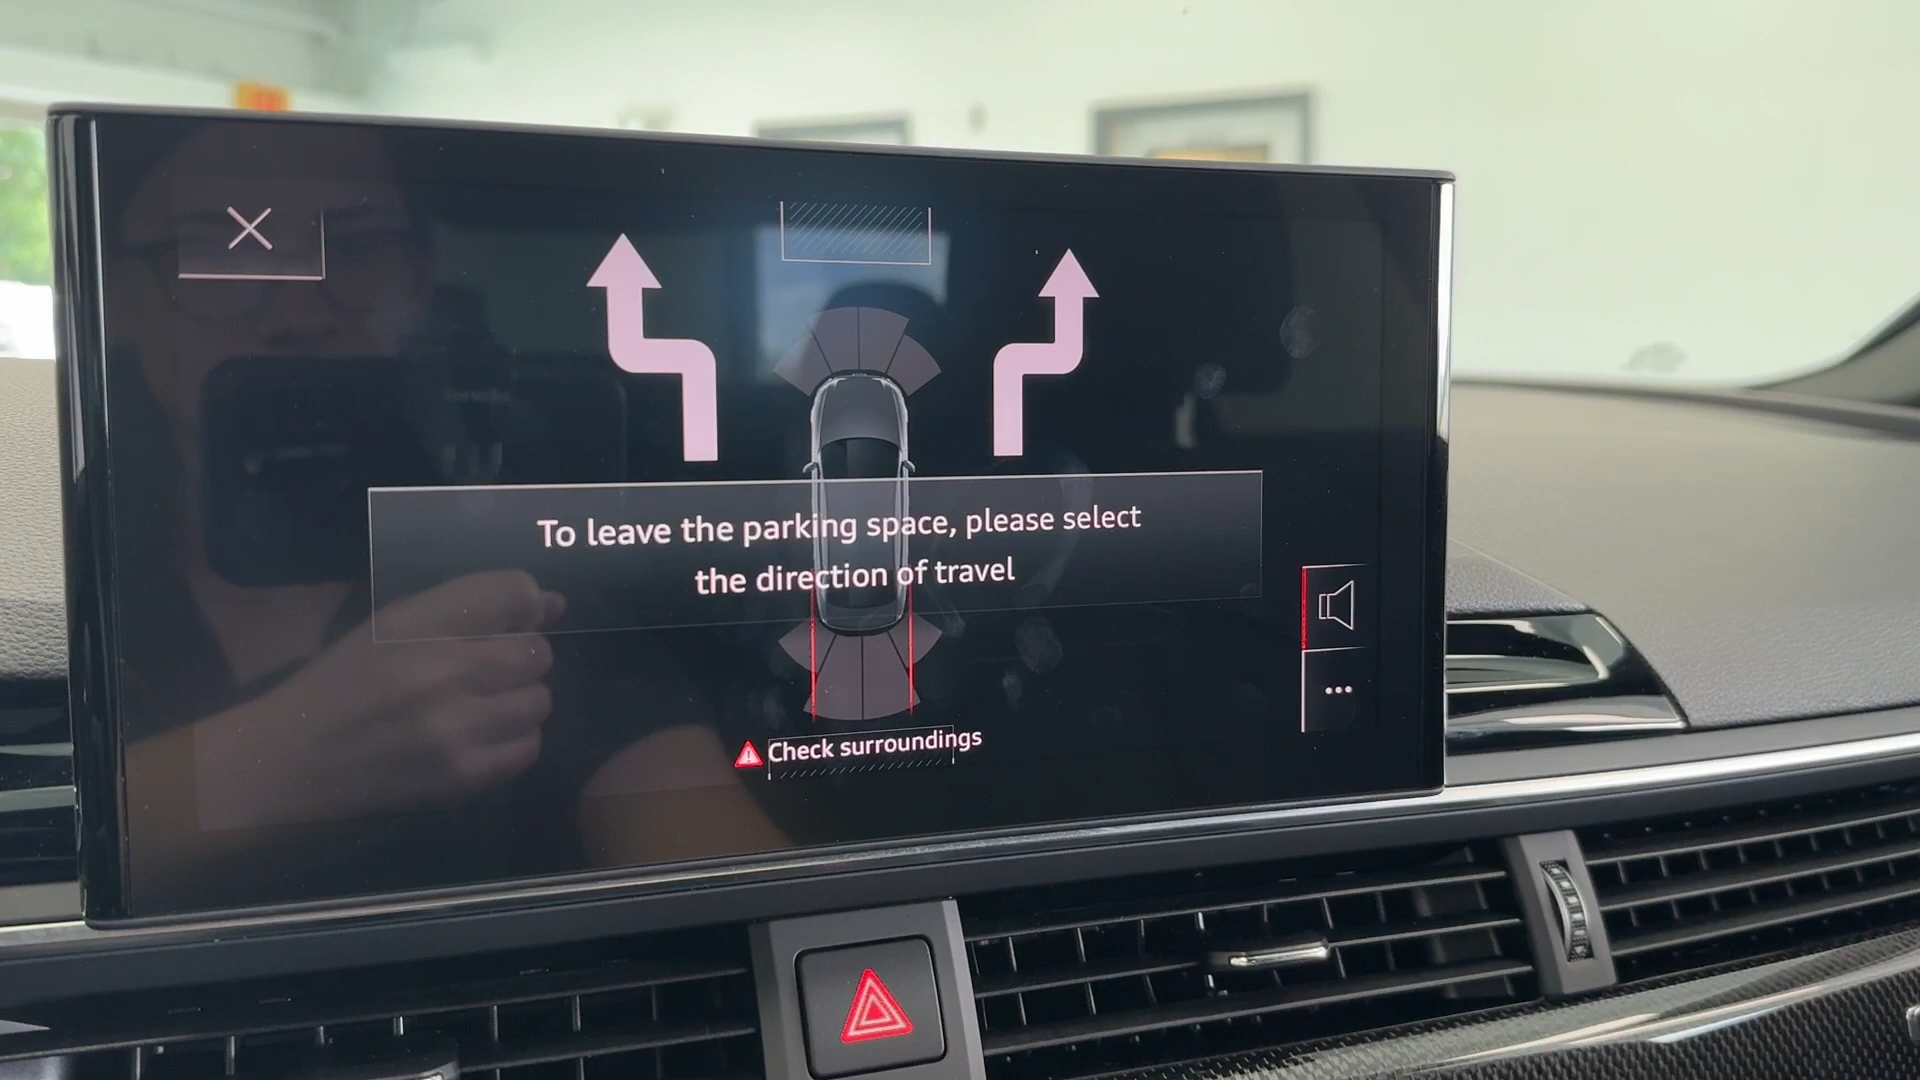 To leave the parking space, please select
the direction of travel
Check surroundings